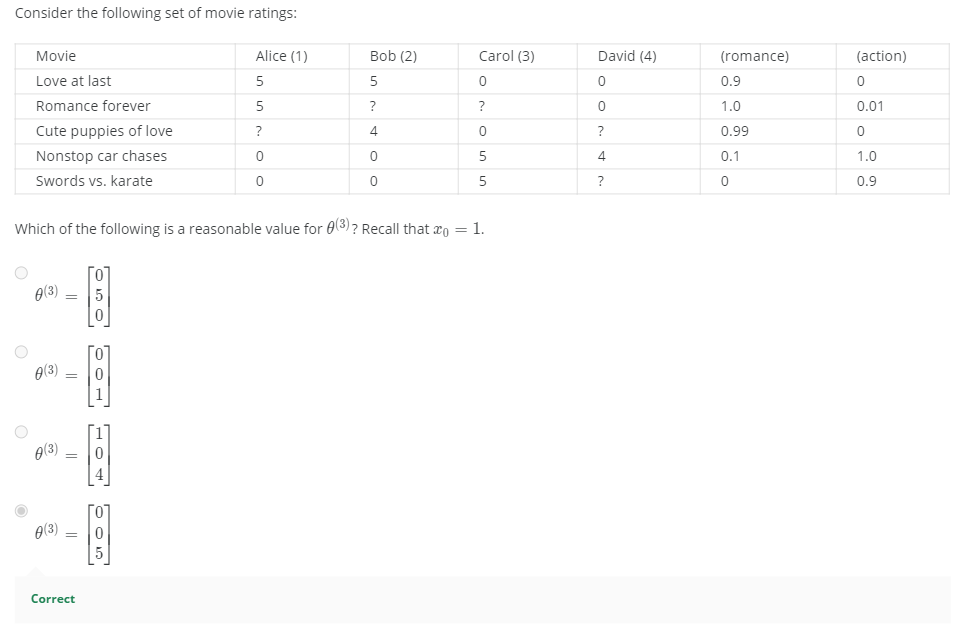 Consider the following set of movie ratings:
Movie Alice (1) Bob (2) Carol (3) David (4) (romance) (action)
Love at last 5 5 0 0 0.9 0
Romance forever 5 ? ? 0 1.0 0.01
Cute puppies of love ? 4 0 ? 0.99 0
Nonstop car chases 0 0 5 4 0.1 1.0
Swords vs. karate 0 0 5 ? 0 0.9
Which of the following is a reasonable value for θ(3)? Recall that x0 = 1.
θ(3) = [0 5 0]
θ(3) = [0 0 1]
θ(3) = [1 0 4]
θ(3) = [0 0 5]
Correct